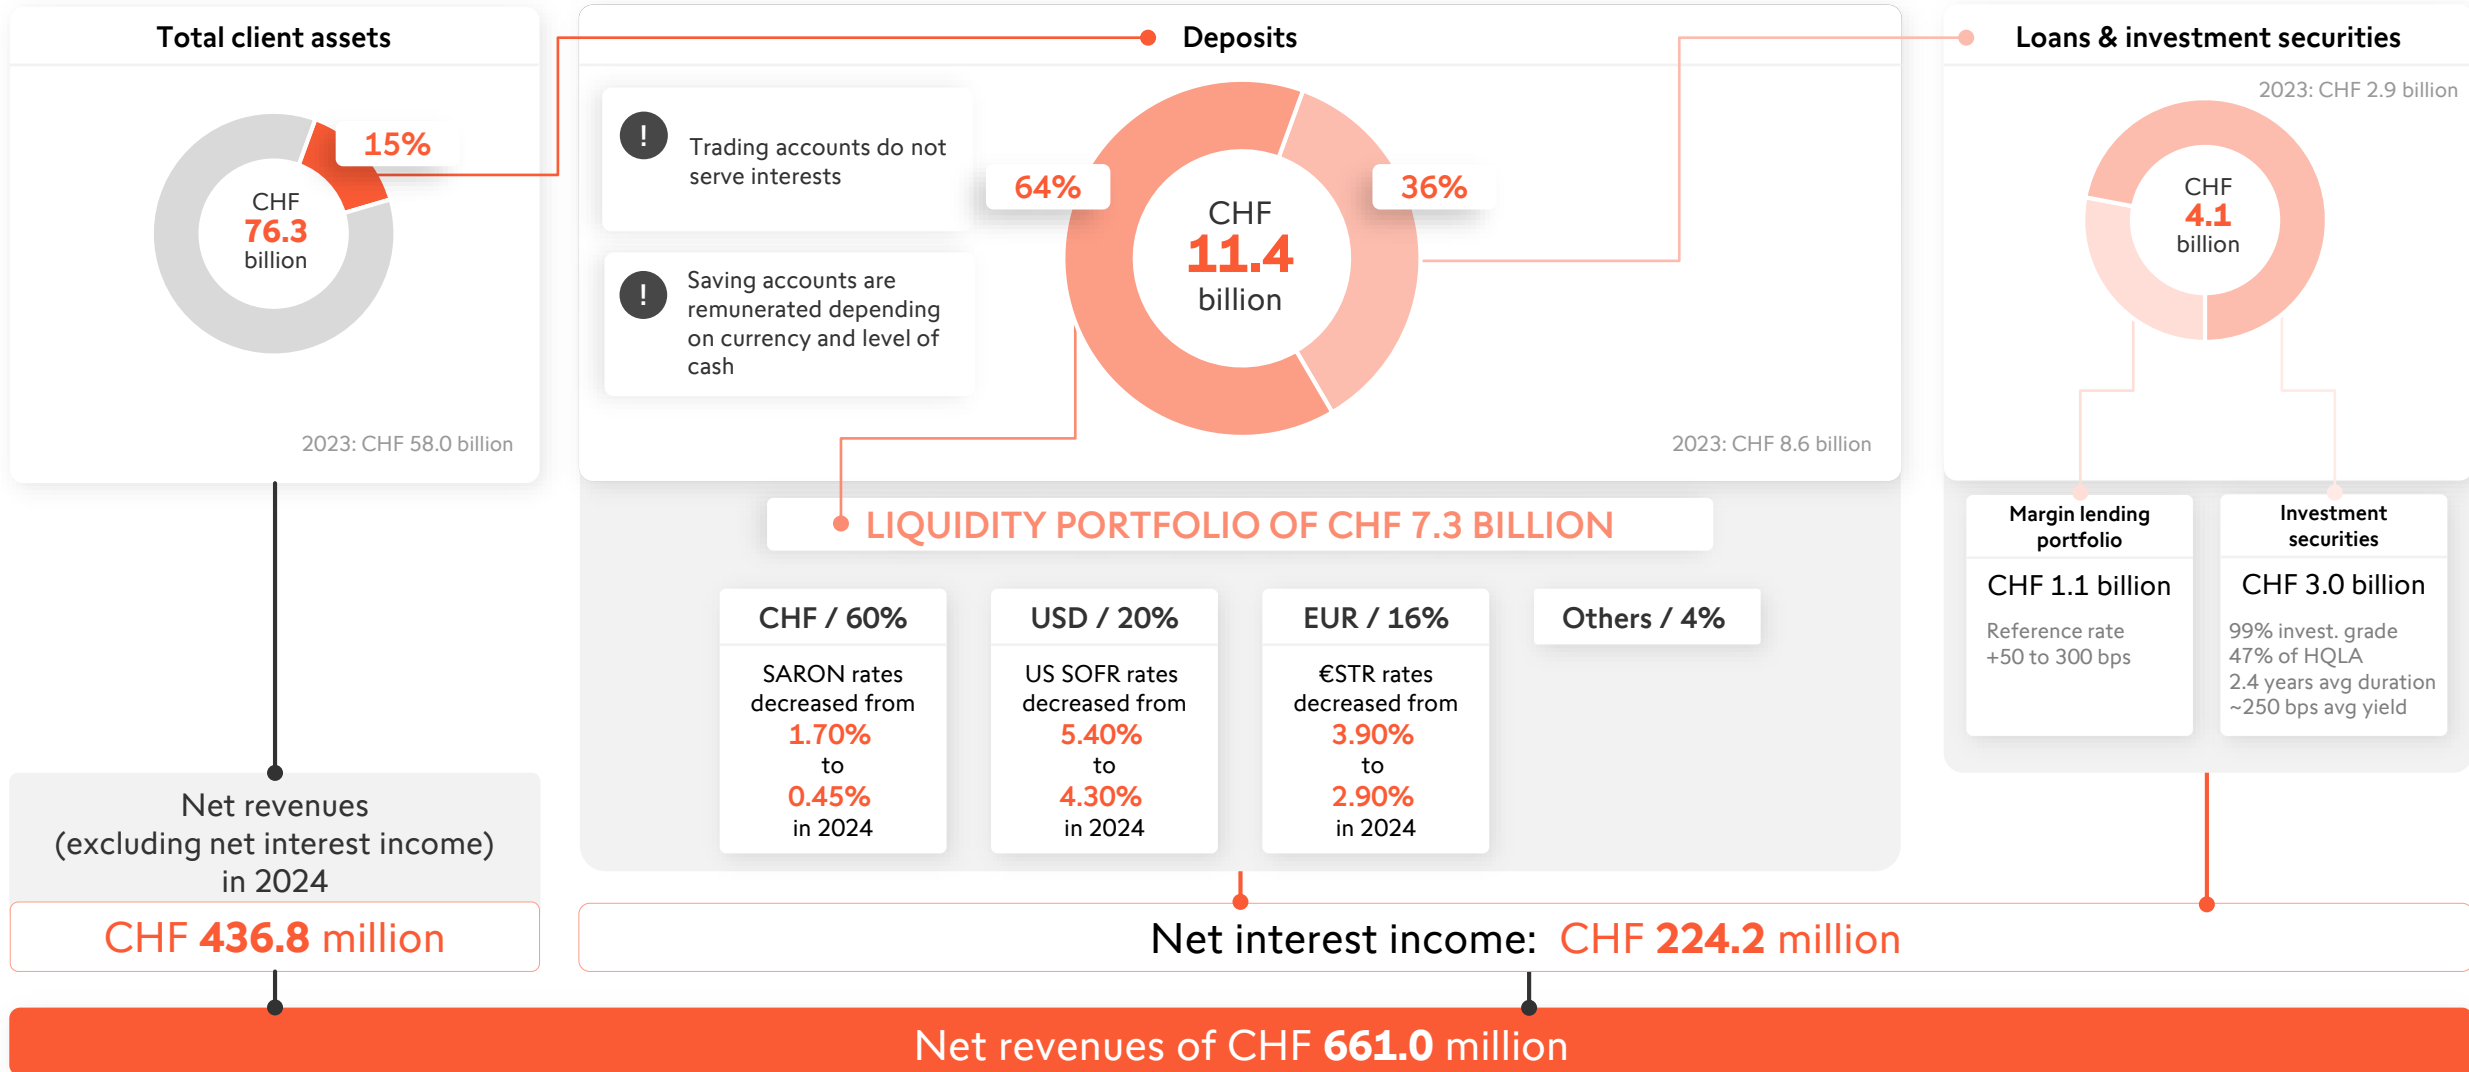 Total client assets
15%
CHF
76.3
billion
2023: CHF 58.0 billion
Deposits
!
Trading accounts do not
serve interests
!
Saving accounts are
remunerated depending
on currency and level of
cash
64%
36%
CHF
11.4
billion
2023: CHF 8.6 billion
Loans & investment securities
2023: CHF 2.9 billion
CHF
4.1
billion
LIQUIDITY PORTFOLIO OF CHF 7.3 BILLION
CHF / 60%
SARON rates
decreased from
1.70%
to
0.45%
in 2024
USD / 20%
US SOFR rates
decreased from
5.40%
to
4.30%
in 2024
EUR / 16%
€STR rates
decreased from
3.90%
to
2.90%
in 2024
Others / 4%
Margin lending
portfolio
CHF 1.1 billion
Reference rate
+50 to 300 bps
Investment
securities
CHF 3.0 billion
99% invest. grade
47% of HQLA
2.4 years avg duration
~250 bps avg yield
Net revenues
(excluding net interest income)
in 2024
CHF 436.8 million
Net interest income: CHF 224.2 million
Net revenues of CHF 661.0 million